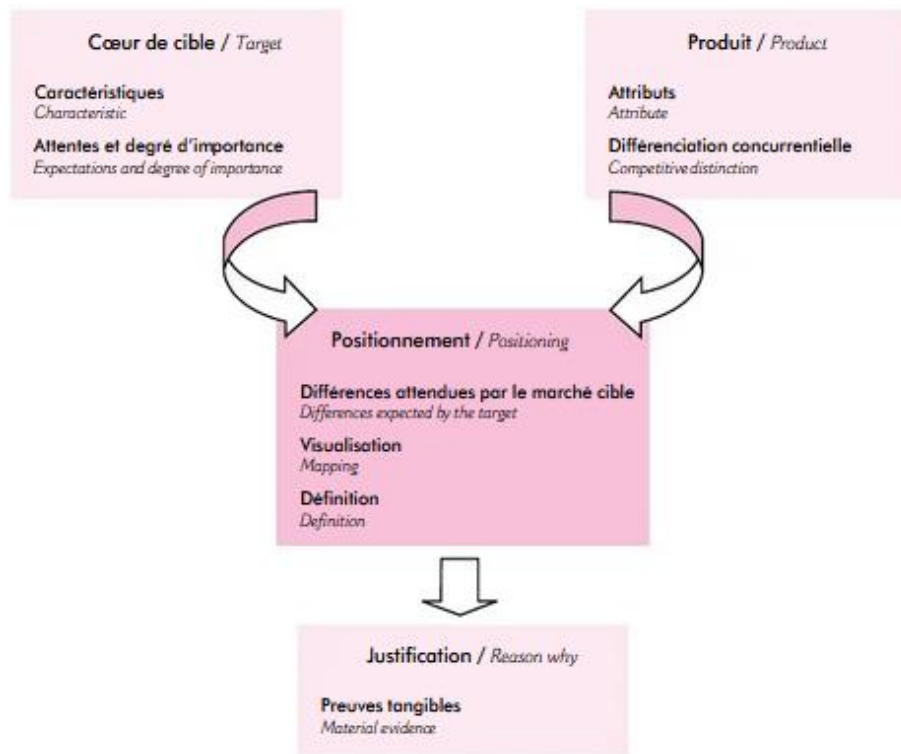 Cœur de cible / Target
Caractéristiques
Characteristic
Attentes et degré d'importance
Expectations and degree of importance
Produit / Product
Attributs
Attribute
Différenciation concurrentielle
Competitive distinction
Positionnement / Positioning
Différences attendues par le marché cible
Differences expected by the target
Visualisation
Mapping
Définition
Definition
Justification / Reason why
Preuves tangibles
Material evidence